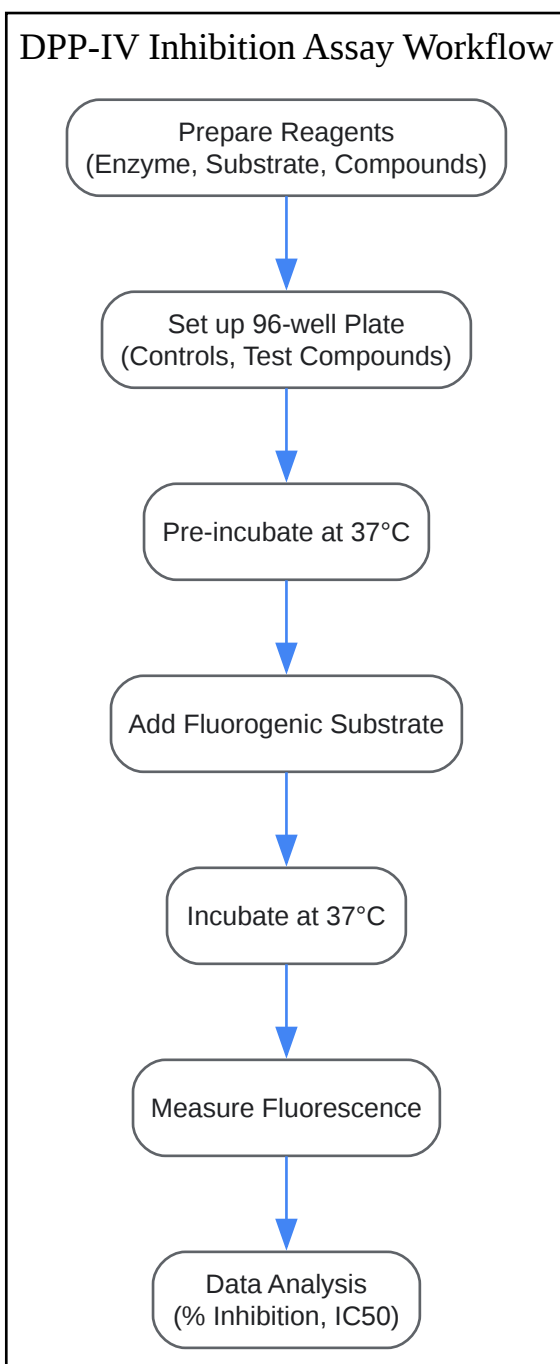 DPP-IV Inhibition Assay Workflow
Prepare Reagents
(Enzyme, Substrate, Compounds)
Set up 96-well Plate
(Controls, Test Compounds)
Pre-incubate at 37°C
Add Fluorogenic Substrate
Incubate at 37°C
Measure Fluorescence
Data Analysis
(% Inhibition, IC50)